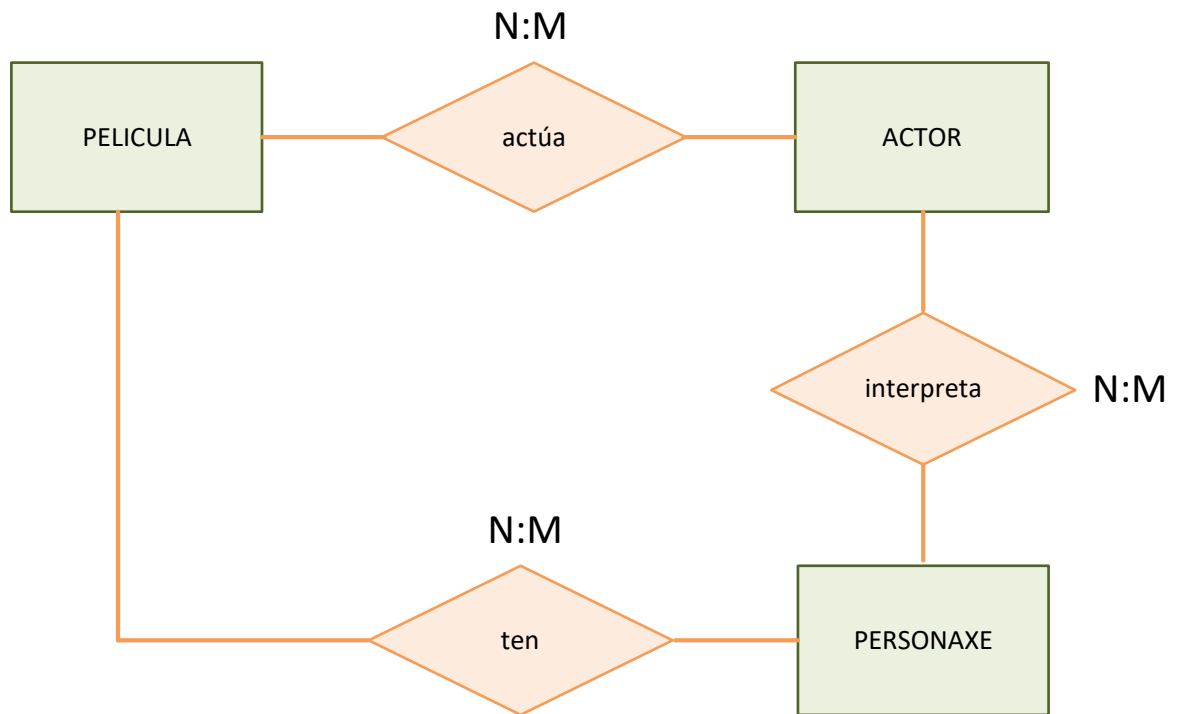 N:M
PELICULA
actúa
ACTOR
interpreta
N:M
N:M
ten
PERSONAXE